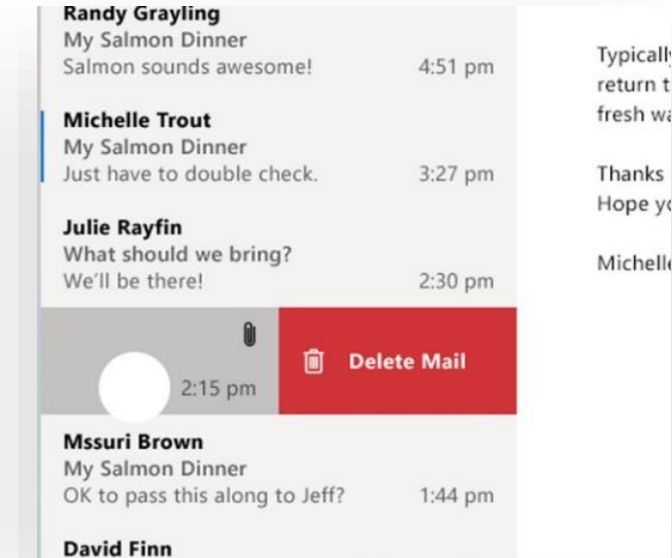 Randy Grayling
My Salmon Dinner
Salmon sounds awesome! 4:51 pm
Michelle Trout
My Salmon Dinner
Just have to double check. 3:27 pm
Julie Rayfin
What should we bring?
We'll be there! 2:30 pm
2:15 pm
Delete Mail
Mssuri Brown
My Salmon Dinner
OK to pass this along to Jeff? 1:44 pm
David Finn
Typically
return t
fresh wa
Thanks
Hope yo
Michelle